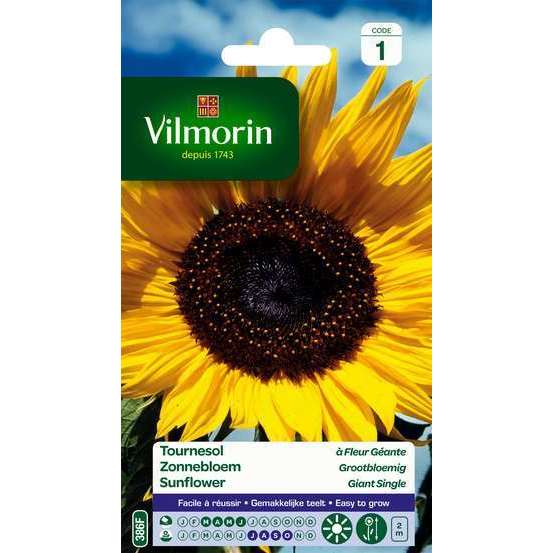 CODE
1
Vilmorin
depuis 1743
Tournesol à Fleur Géante
Zonnebloem Grootbloemig
Sunflower Giant Single
Facile à réussir • Gemakkelijke teelt • Easy to grow
386F
J F M A M J J A S O N D
J F M A M J J A S O N D
2 m